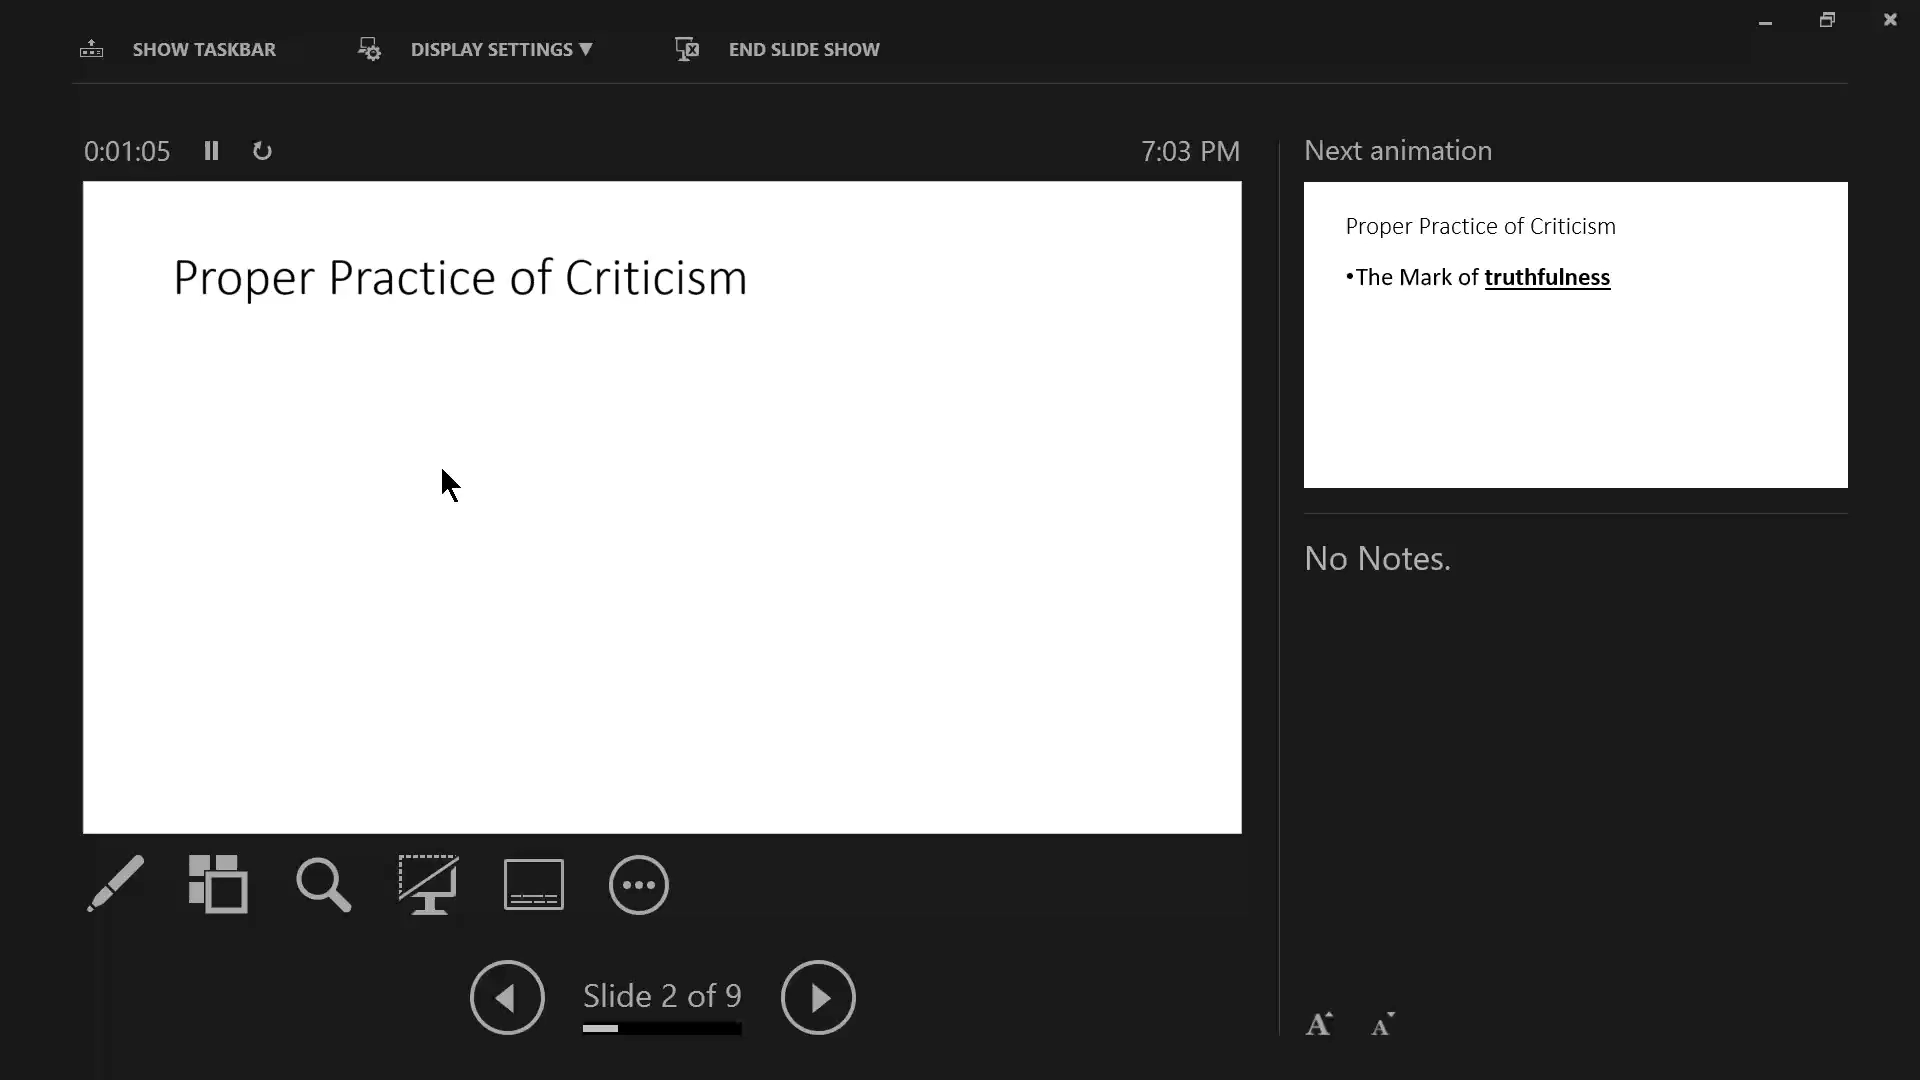 SHOW TASKBAR
DISPLAY SETTINGS ▼
END SLIDE SHOW
0:01:05
7:03 PM
Next animation
Proper Practice of Criticism
Proper Practice of Criticism
•The Mark of truthfulness
No Notes.
Slide 2 of 9
A A